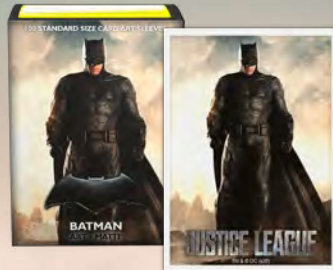 100 STANDARD SIZE CARD ART SLEEVES
BATMAN
ART MATTE
JUSTICE LEAGUE